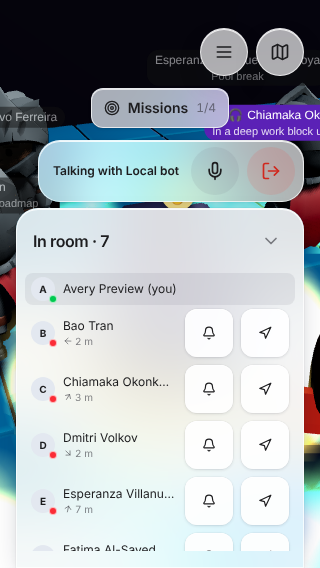 Esperanz
Pool break
Missions 1/4
vo Ferreira
Chiamaka Ok
In a deep work block u
Talking with Local bot
n
oadmap
In room · 7
A Avery Preview (you)
B Bao Tran
← 2 m
C Chiamaka Okonk...
↗ 3 m
D Dmitri Volkov
↘ 2 m
E Esperanza Villanu...
↑ 7 m
Fatima Al-Sayed